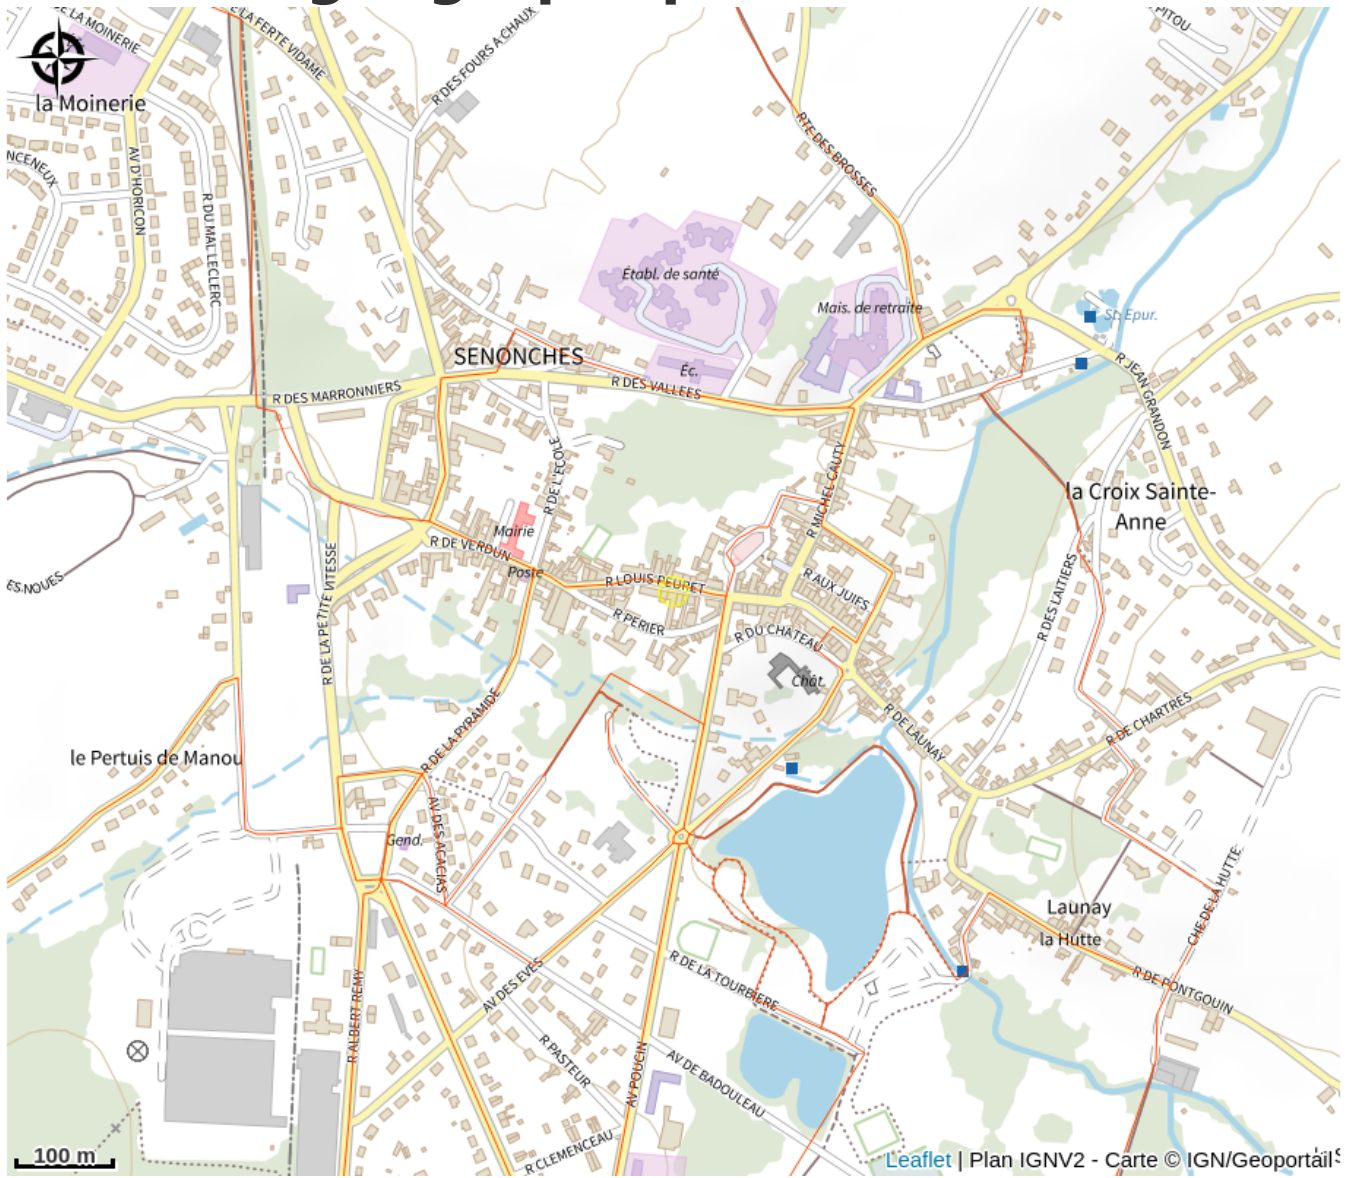 DE LA MOINERIE
LA FERTE VIDAME
R DES FOURS A CHAUX
PITOU
la Moinerie
AV D'HORICON
R DU MAL LECLERC
RTE DES BROSSES
Établ. de santé
Mais. de retraite
St. Epur.
SENONCHES
Éc.
R DES MARRONNIERS
R DES VALLEES
R JEAN GRANDON
R DE L'ECOLE
R MICHEL CAUTY
la Croix Sainte-
Anne
Mairie
R DE VERDUN
Poste
R LOUIS PEURET
R AUX JUIFS
ES NOUES
R DE LA PETITE VITESSE
R PERIER
R DU CHATEAU
R DES LAITIERS
Chât.
R DE LA PYRAMIDE
R DE LAUNAY
R DE CHARTRES
le Pertuis de Manou
AV DES ACACIAS
Gend.
CHE DE LA HUTTE
Launay
la Hutte
R DE LA TOURBIERE
R DE PONTGOUIN
AV DES EVES
R ALBERT REMY
R PASTEUR
AV POUCIN
AV DE BADOULEAU
R CLEMENCEAU
100 m
Leaflet | Plan IGNV2 - Carte © IGN/Geoportail